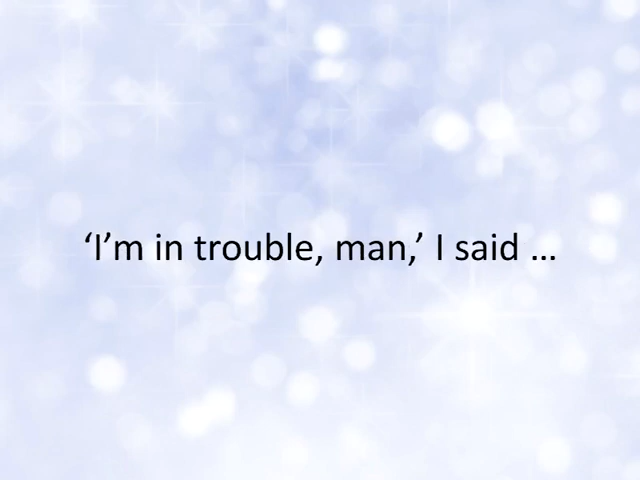 ‘I’m in trouble, man,’ I said …